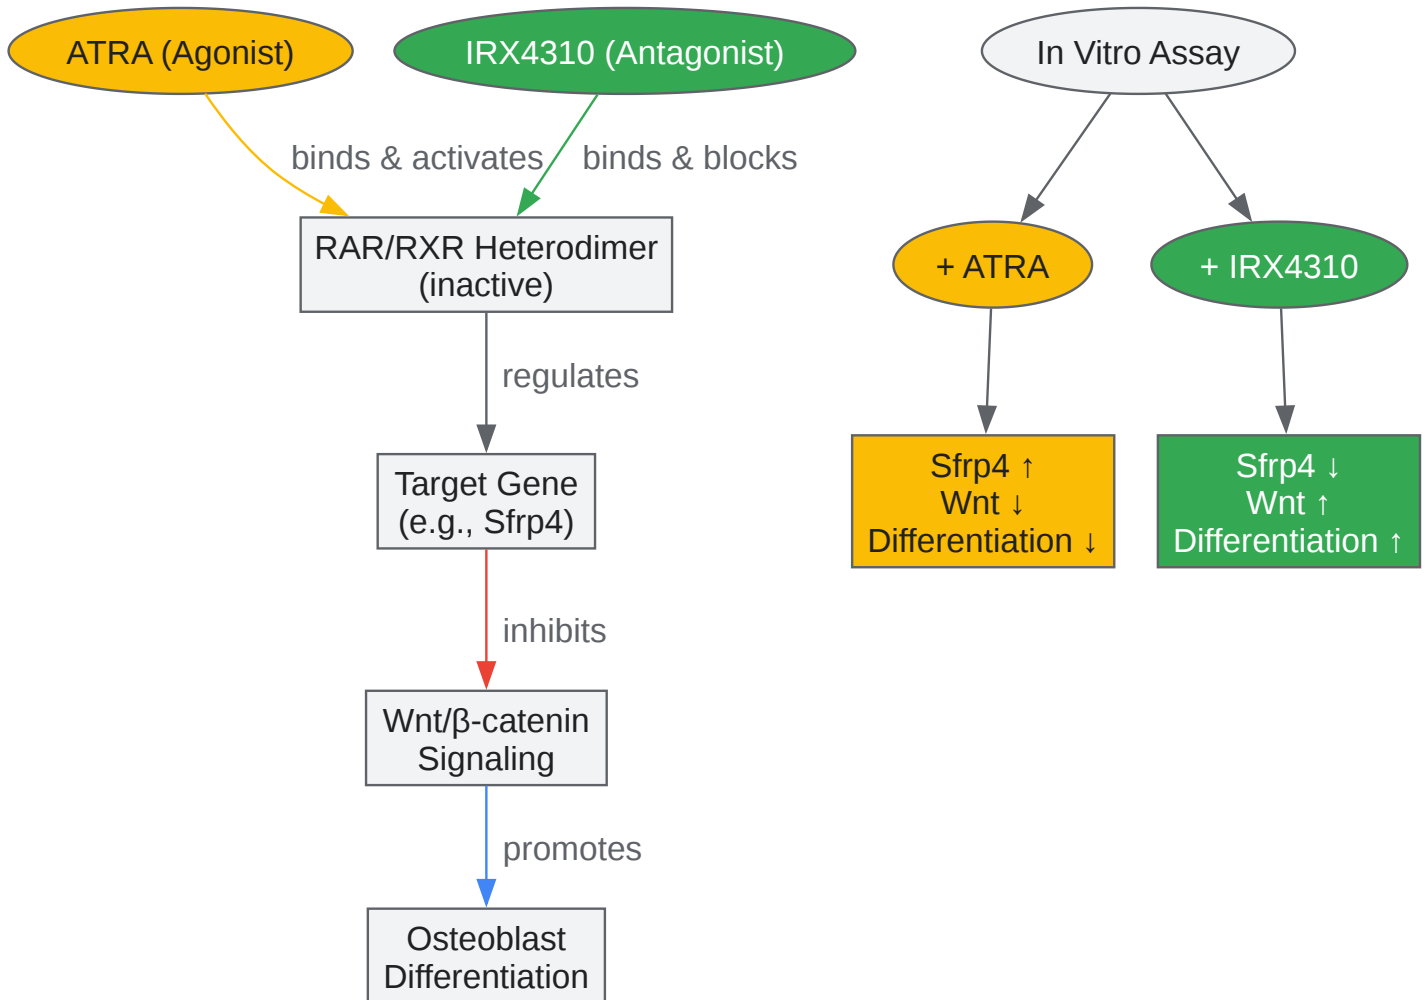 ATRA (Agonist)
IRX4310 (Antagonist)
In Vitro Assay
binds & activates
binds & blocks
RAR/RXR Heterodimer
(inactive)
+ ATRA
+ IRX4310
regulates
Target Gene
(e.g., Sfrp4)
Sfrp4 ↑
Wnt ↓
Differentiation ↓
Sfrp4 ↓
Wnt ↑
Differentiation ↑
inhibits
Wnt/β-catenin
Signaling
promotes
Osteoblast
Differentiation